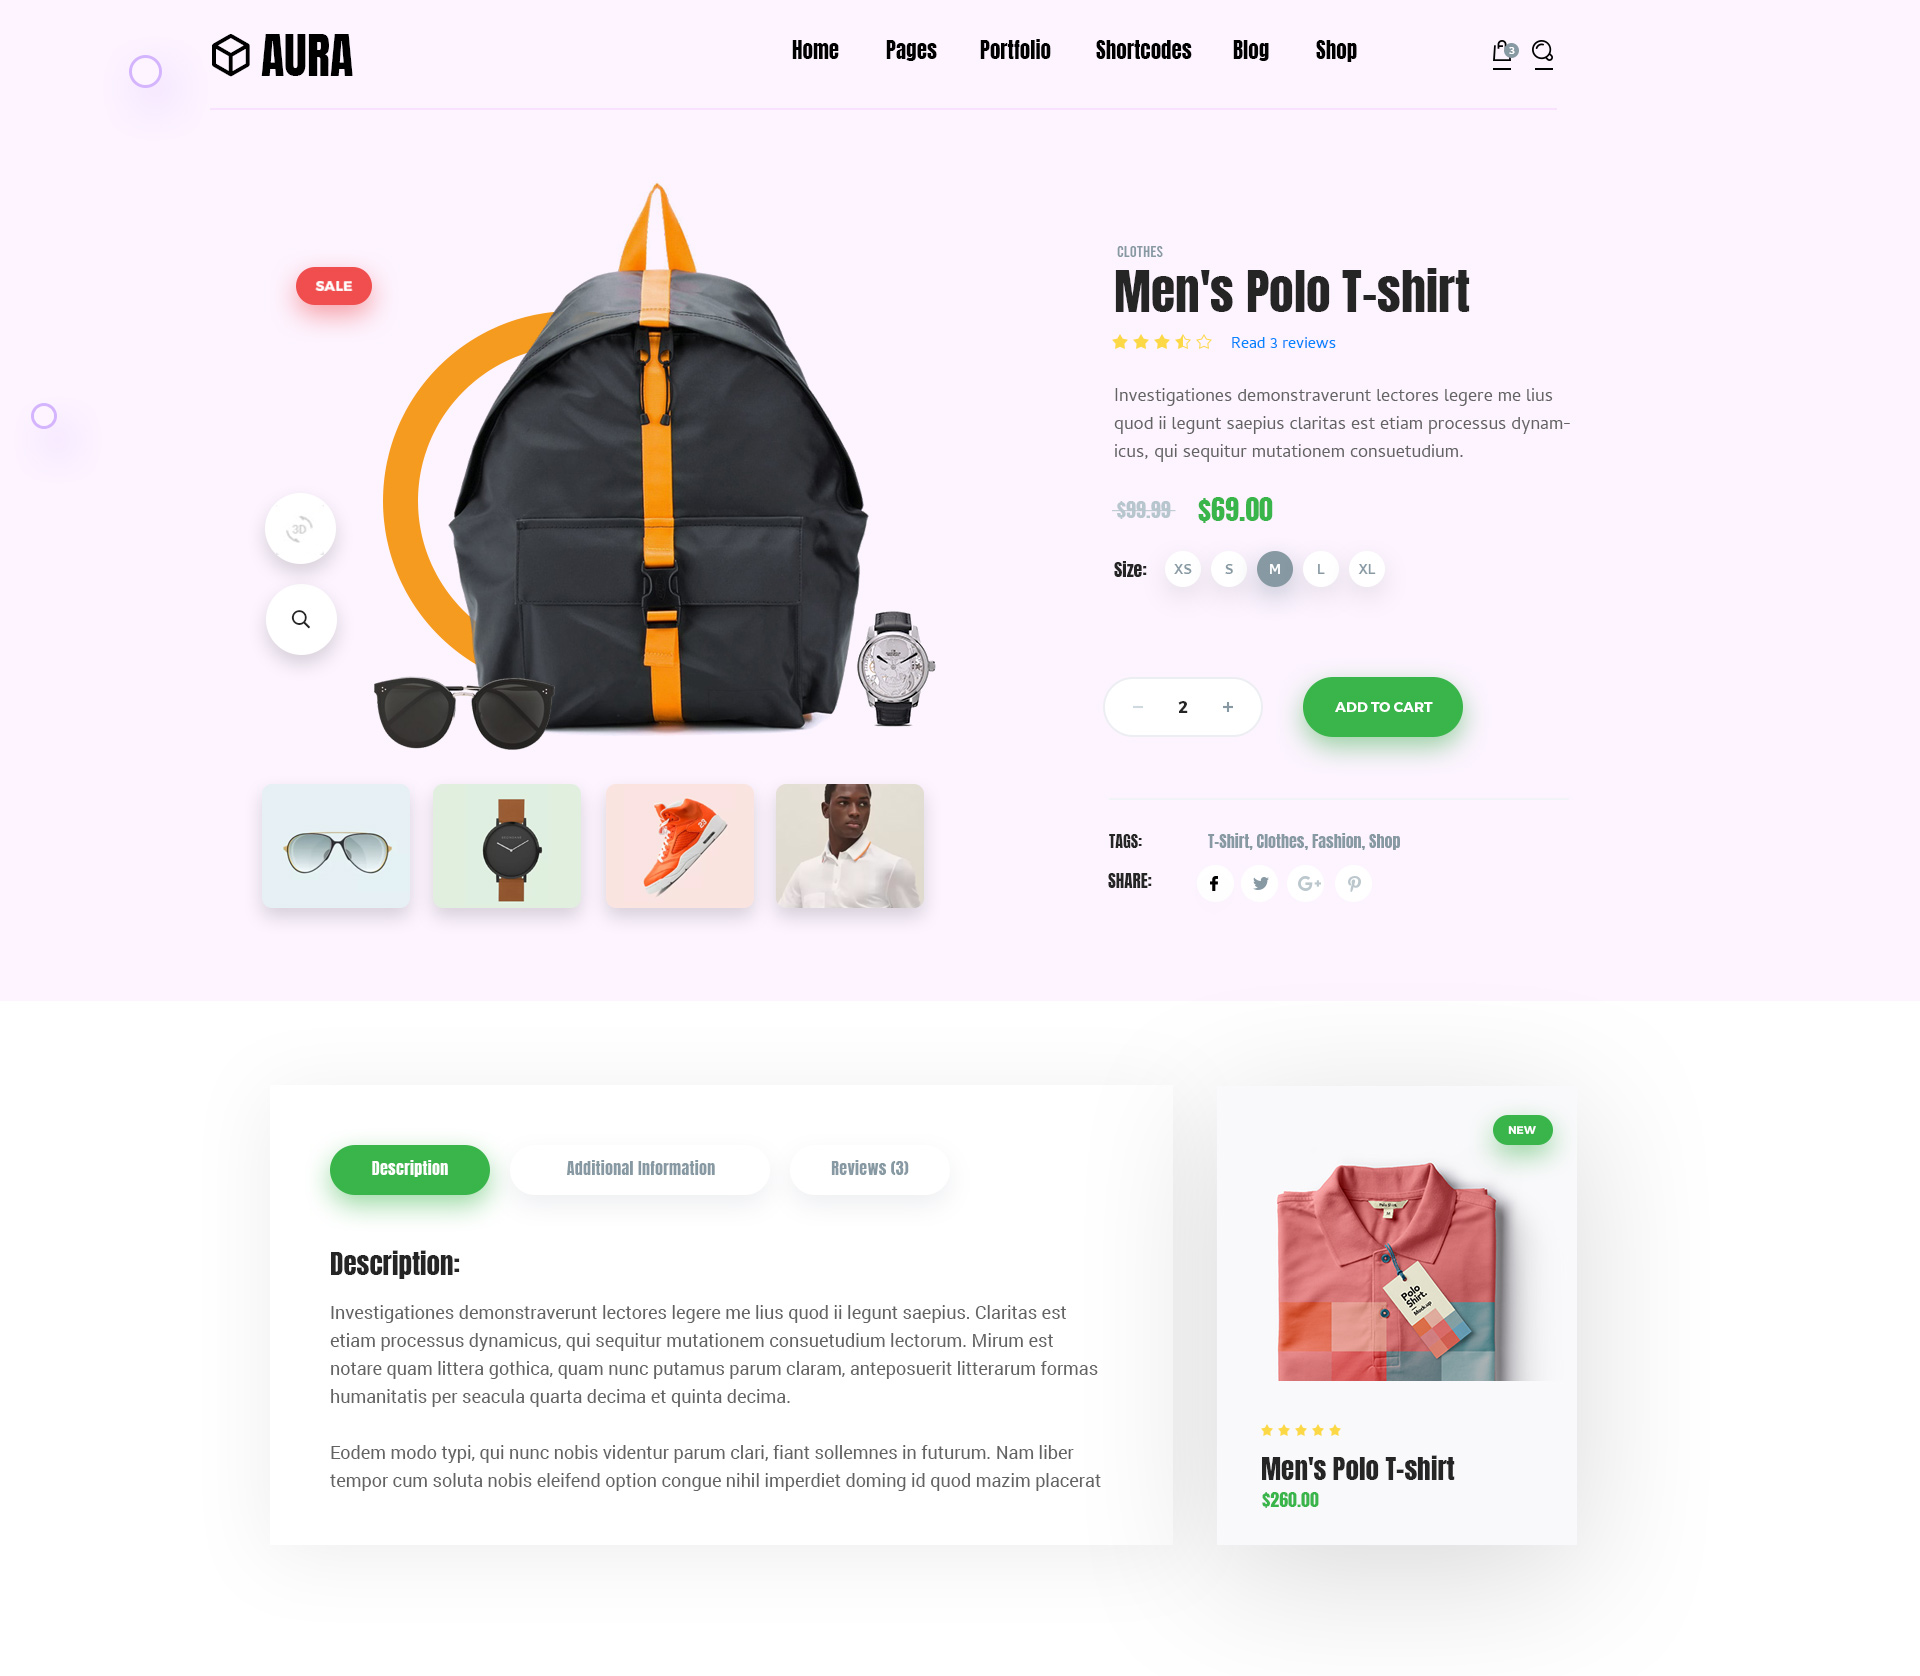 AURA
Home
Pages
Portfolio
Shortcodes
Blog
Shop
3
SALE
3D
CLOTHES
Men's Polo T-shirt
Read 3 reviews
Investigationes demonstraverunt lectores legere me lius
quod ii legunt saepius claritas est etiam processus dynam-
icus, qui sequitur mutationem consuetudium.
$99.99 $69.00
Size: XS S M L XL
− 2 +
ADD TO CART
TAGS: T-Shirt, Clothes, Fashion, Shop
SHARE:
23
Description
Additional Information
Reviews (3)
Description:
Investigationes demonstraverunt lectores legere me lius quod ii legunt saepius. Claritas est
etiam processus dynamicus, qui sequitur mutationem consuetudium lectorum. Mirum est
notare quam littera gothica, quam nunc putamus parum claram, anteposuerit litterarum formas
humanitatis per seacula quarta decima et quinta decima.
Eodem modo typi, qui nunc nobis videntur parum clari, fiant sollemnes in futurum. Nam liber
tempor cum soluta nobis eleifend option congue nihil imperdiet doming id quod mazim placerat
NEW
Polo
Shirt.
Mock up
Men's Polo T-shirt
$260.00